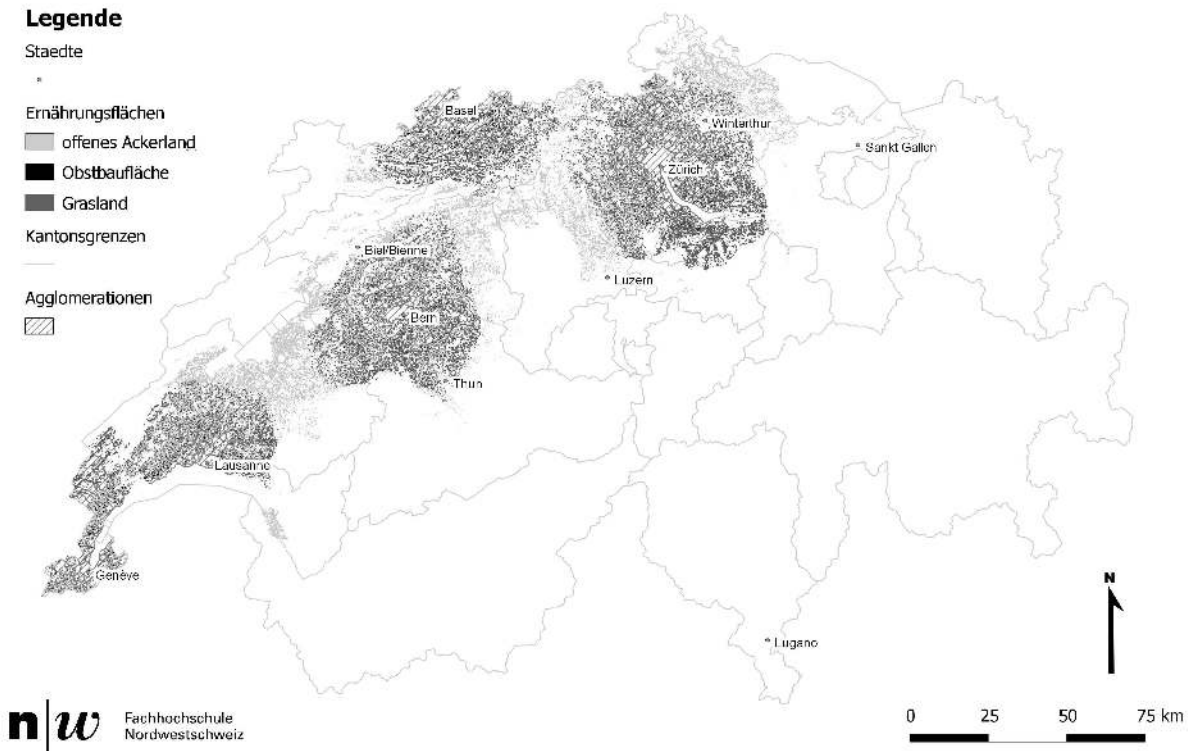 Legende
Staedte
Ernährungsflächen
offenes Ackerland
Obstbaufläche
Grasland
Kantonsgrenzen
Agglomerationen
Basel
Winterthur
Sankt Gallen
Zürich
Biel/Bienne
Luzern
Bern
Thun
Lausanne
Genève
Lugano
N
n|w Fachhochschule
Nordwestschweiz
0 25 50 75 km